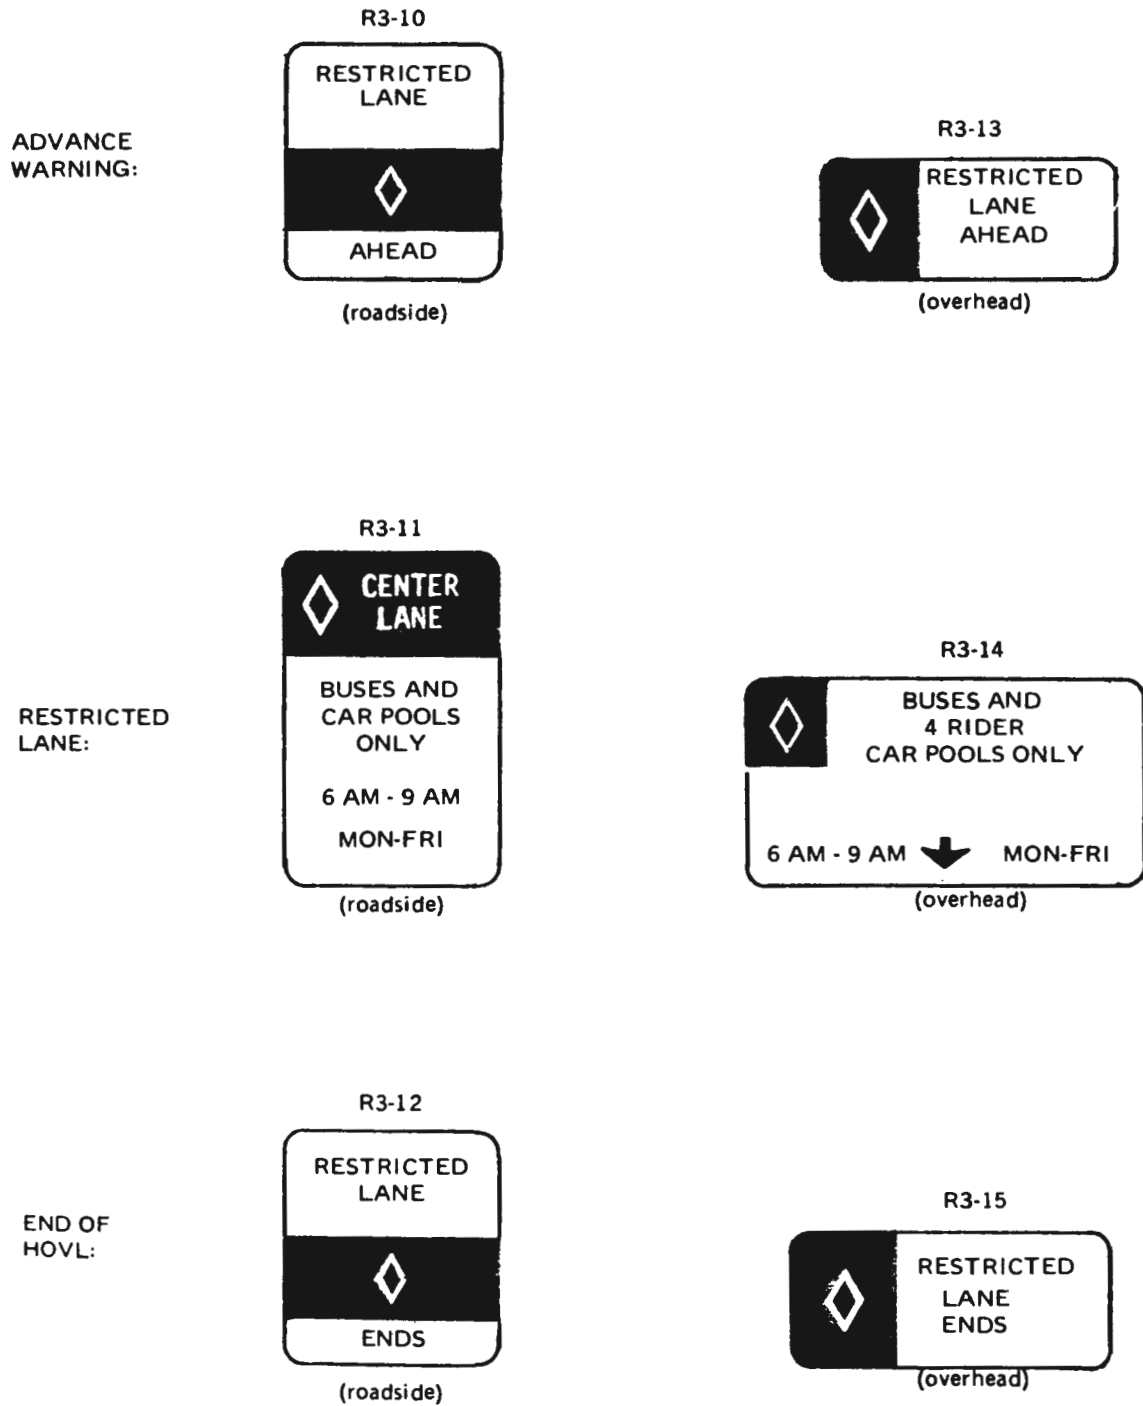 R3-10
RESTRICTED
LANE
AHEAD
(roadside)
ADVANCE
WARNING:
R3-13
RESTRICTED
LANE
AHEAD
(overhead)
R3-11
CENTER
LANE
BUSES AND
CAR POOLS
ONLY
6 AM - 9 AM
MON-FRI
(roadside)
RESTRICTED
LANE:
R3-14
BUSES AND
4 RIDER
CAR POOLS ONLY
6 AM - 9 AM MON-FRI
(overhead)
R3-12
RESTRICTED
LANE
ENDS
(roadside)
END OF
HOVL:
R3-15
RESTRICTED
LANE
ENDS
(overhead)